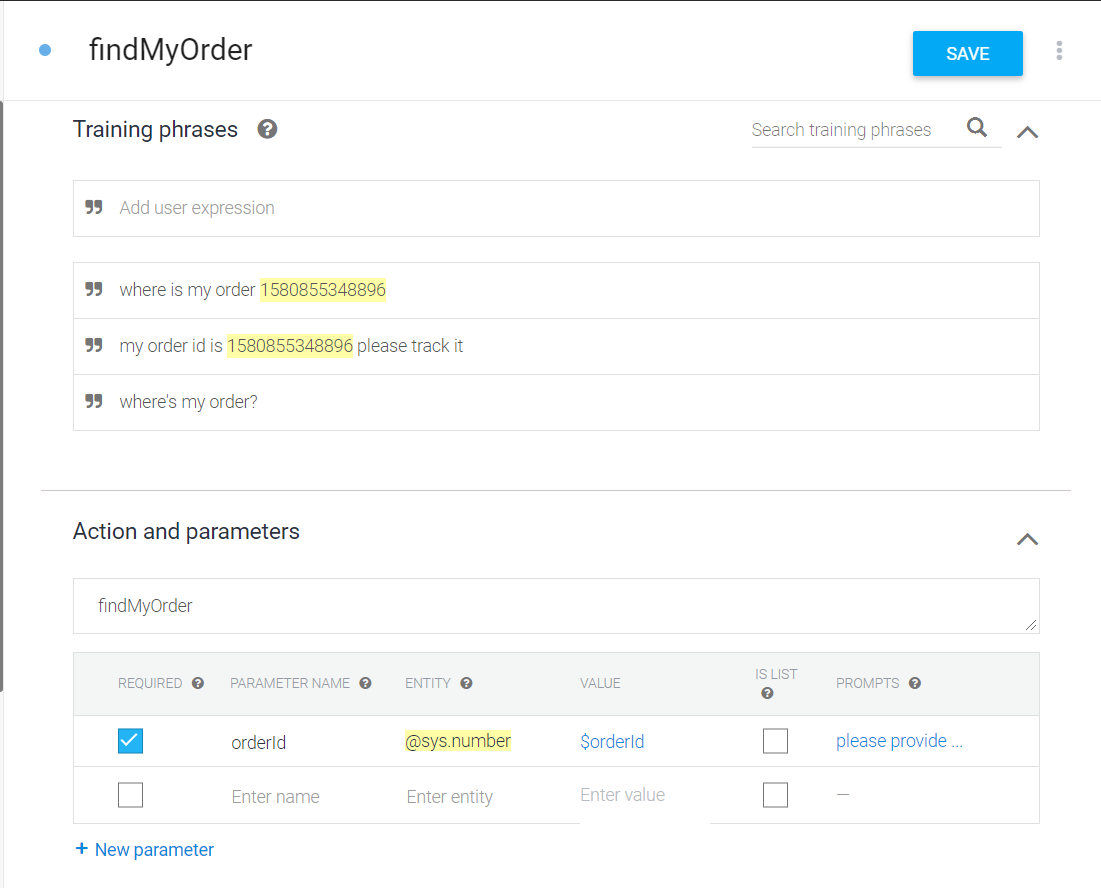 findMyOrder
SAVE
Training phrases
Search training phrases
Add user expression
where is my order 1580855348896
my order id is 1580855348896 please track it
where's my order?
Action and parameters
findMyOrder
REQUIRED PARAMETER NAME ENTITY VALUE IS LIST PROMPTS
orderId @sys.number $orderId please provide ...
Enter name Enter entity Enter value –
+ New parameter